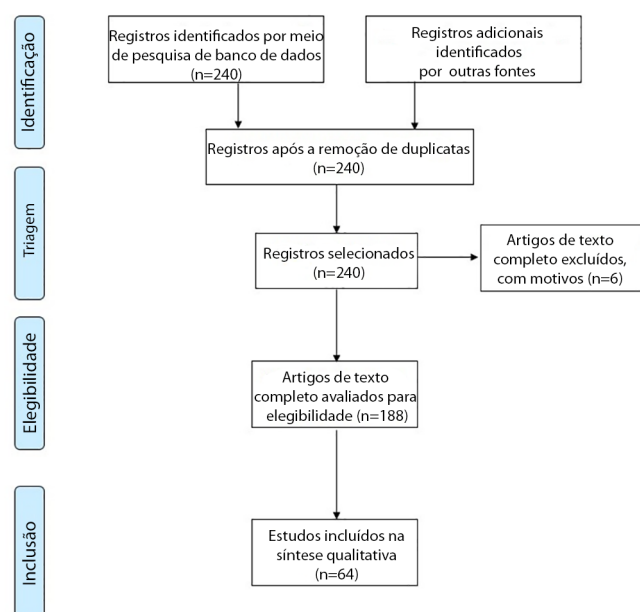 Identificação
Registros identificados por meio
de pesquisa de banco de dados
(n=240)
Registros adicionais
identificados
por outras fontes
Registros após a remoção de duplicatas
(n=240)
Triagem
Registros selecionados
(n=240)
Artigos de texto
completo excluídos,
com motivos (n=6)
Elegibilidade
Artigos de texto
completo avaliados para
elegibilidade (n=188)
Inclusão
Estudos incluídos na
síntese qualitativa
(n=64)